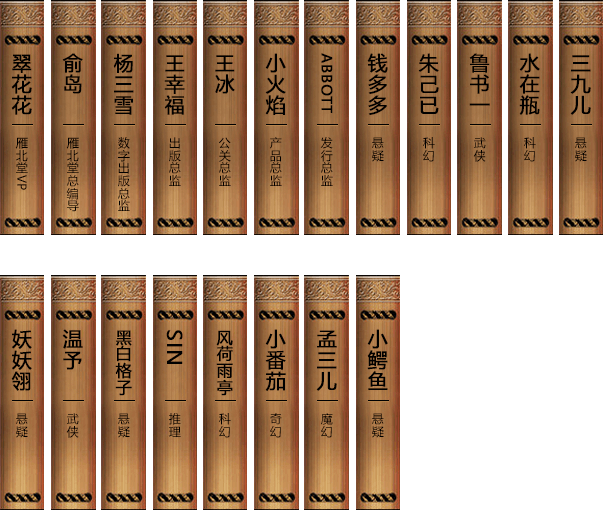 翠花花
雁北堂VP
俞岛
雁北堂总编导
杨三雪
数字出版总监
王幸福
出版总监
王冰
公关总监
小火焰
产品总监
ABBOTT
发行总监
钱多多
悬疑
朱己已
科幻
鲁书一
武侠
水在瓶
科幻
三九儿
悬疑
妖妖翎
悬疑
温予
武侠
黑白格子
悬疑
SIN
推理
风荷雨亭
科幻
小番茄
奇幻
孟三儿
魔幻
小鳄鱼
悬疑